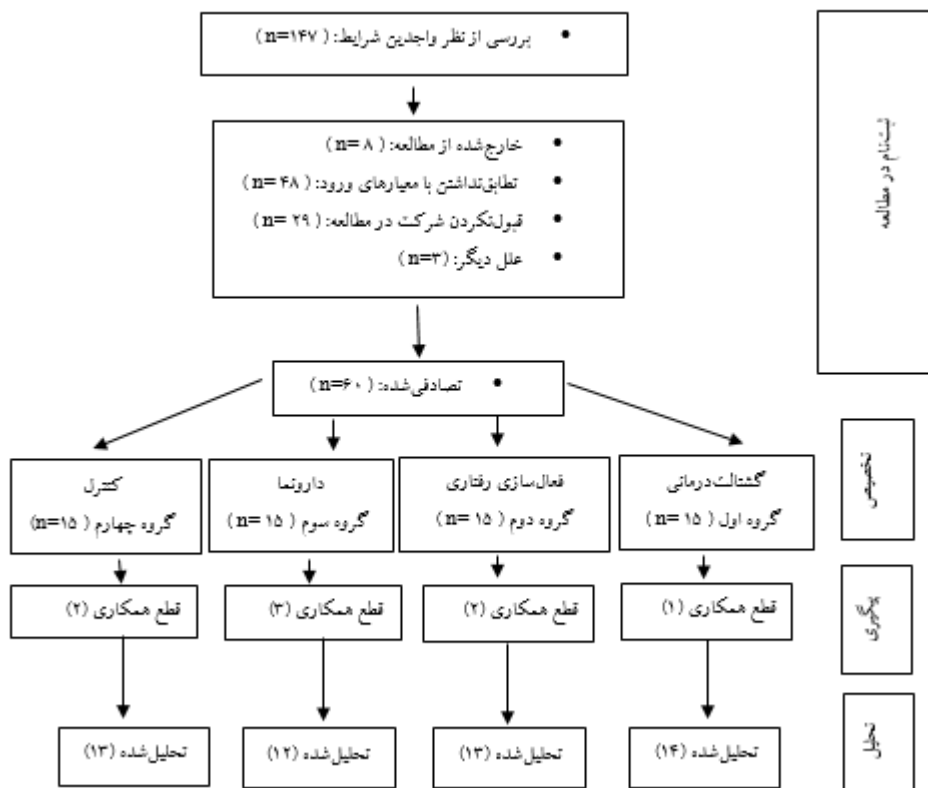 • بررسی از نظر واجدین شرایط: ( n=۱۴۷ )
ثبت‌نام در مطالعه
• خارج‌شده از مطالعه: ( n= ۸ )
• تطابق‌نداشتن با معیارهای ورود: ( n= ۴۸ )
• قبول‌نکردن شرکت در مطالعه: ( n= ۲۹ )
• علل دیگر: (n=۳ )
• تصادفی‌شده: ( n=۶۰ )
تخصیص
گشتالت‌درمانی
گروه اول ( n= ۱۵ )
فعال‌سازی رفتاری
گروه دوم ( n= ۱۵ )
دارونما
گروه سوم ( n= ۱۵ )
کنترل
گروه چهارم ( n=۱۵)
پیگیری
قطع همکاری (۱)
قطع همکاری (۲)
قطع همکاری (۳)
قطع همکاری (۲)
تحلیل
تحلیل‌شده (۱۴)
تحلیل‌شده (۱۳)
تحلیل‌شده (۱۲)
تحلیل‌شده (۱۳)